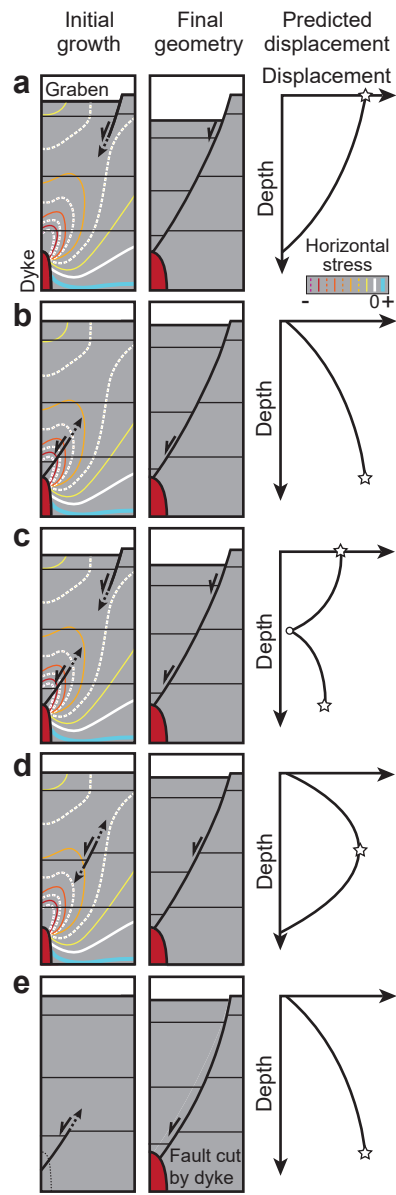 Initial
growth
Final
geometry
Predicted
displacement
a
Graben
Dyke
Displacement
Depth
Horizontal
stress
- 0 +
b
Depth
c
Depth
d
Depth
e
Fault cut
by dyke
Depth